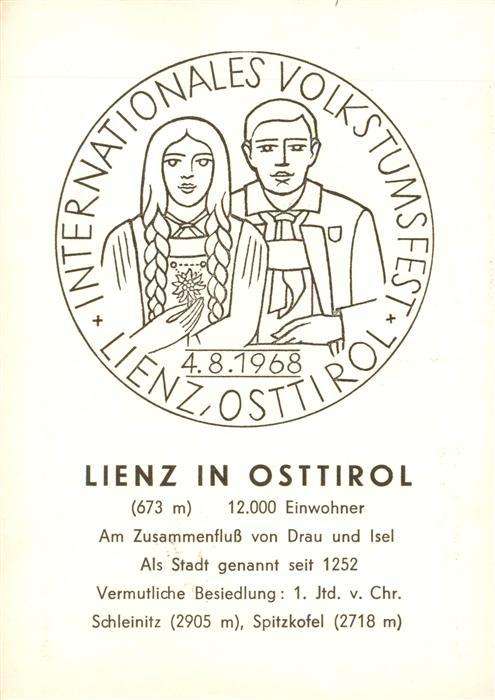 INTERNATIONALES VOLKSTUMSFEST
+ LIENZ, OSTTIROL +
4.8.1968
LIENZ IN OSTTIROL
(673 m) 12.000 Einwohner
Am Zusammenfluß von Drau und Isel
Als Stadt genannt seit 1252
Vermutliche Besiedlung: 1. Jtd. v. Chr.
Schleinitz (2905 m), Spitzkofel (2718 m)